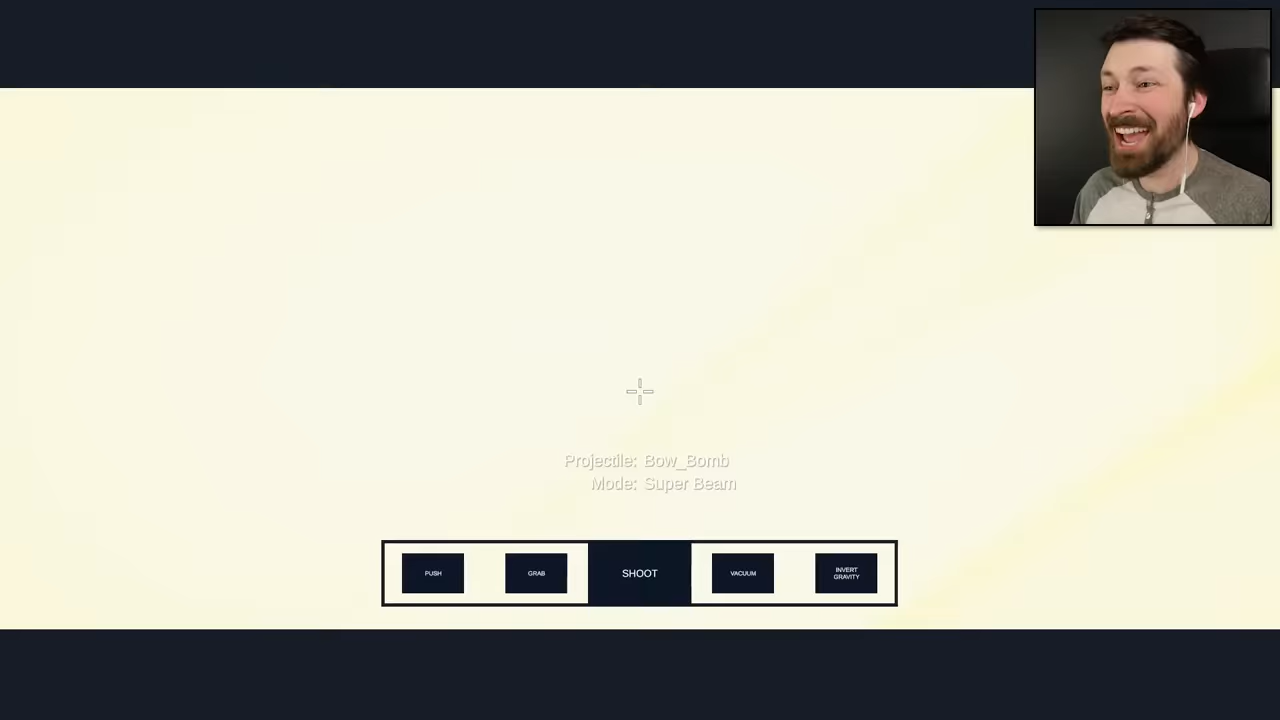 Projectile: Bow_Bomb
Mode: Super Beam
PUSH
GRAB
SHOOT
VACUUM
INVERT
GRAVITY